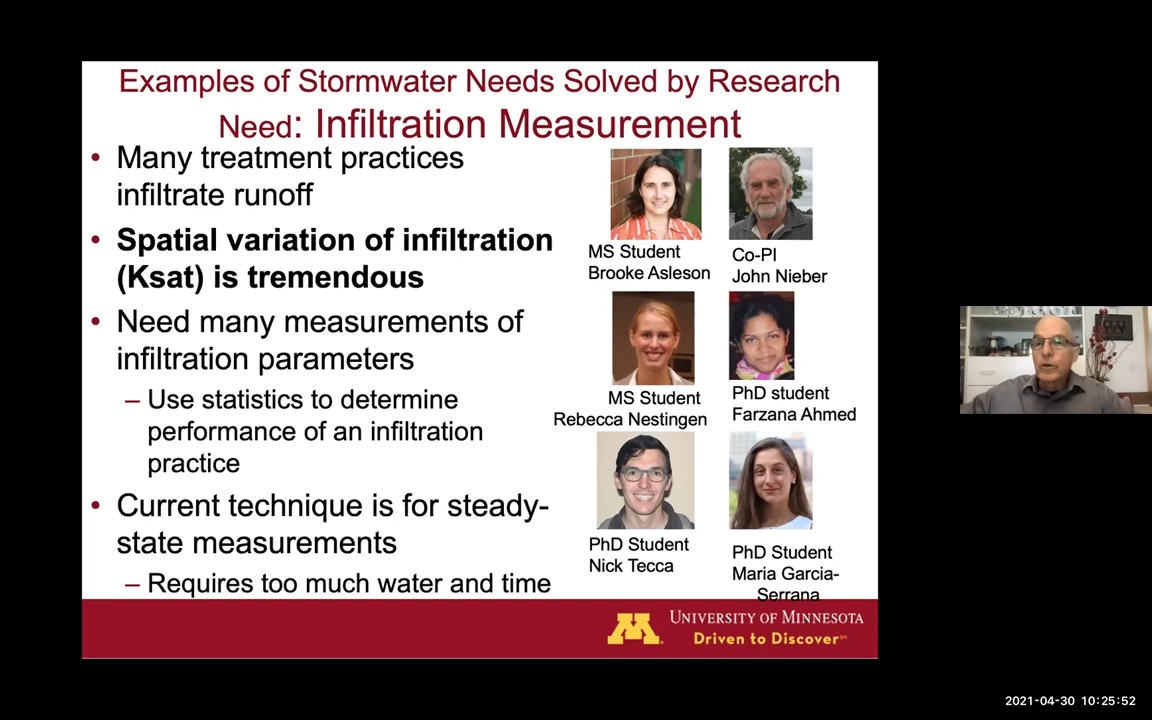 Examples of Stormwater Needs Solved by Research
Need: Infiltration Measurement
• Many treatment practices
infiltrate runoff
• Spatial variation of infiltration
(Ksat) is tremendous
• Need many measurements of
infiltration parameters
– Use statistics to determine
performance of an infiltration
practice
• Current technique is for steady-
state measurements
– Requires too much water and time
MS Student
Brooke Asleson
Co-PI
John Nieber
MS Student
Rebecca Nestingen
PhD student
Farzana Ahmed
PhD Student
Nick Tecca
PhD Student
Maria Garcia-
Serrana
M
UNIVERSITY OF MINNESOTA
Driven to Discover℠
2021-04-30 10:25:52